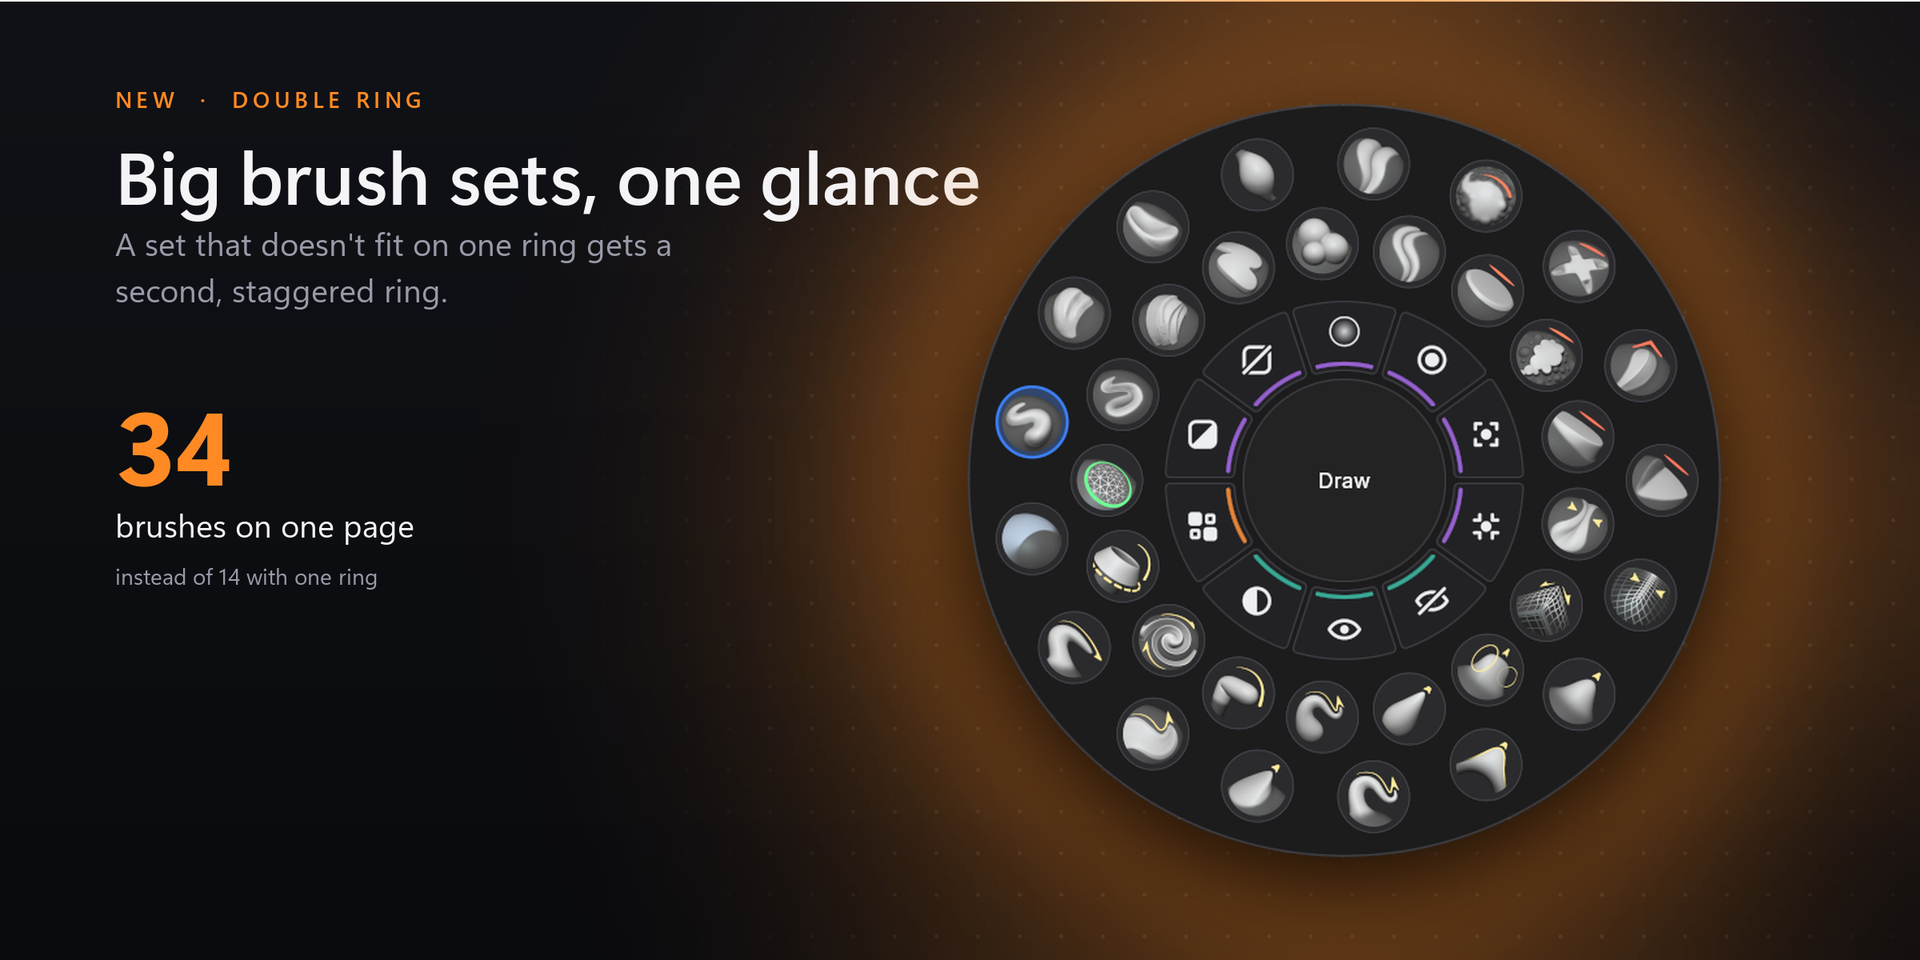 NEW · DOUBLE RING
Big brush sets, one glance
A set that doesn't fit on one ring gets a
second, staggered ring.
34
brushes on one page
instead of 14 with one ring
Draw